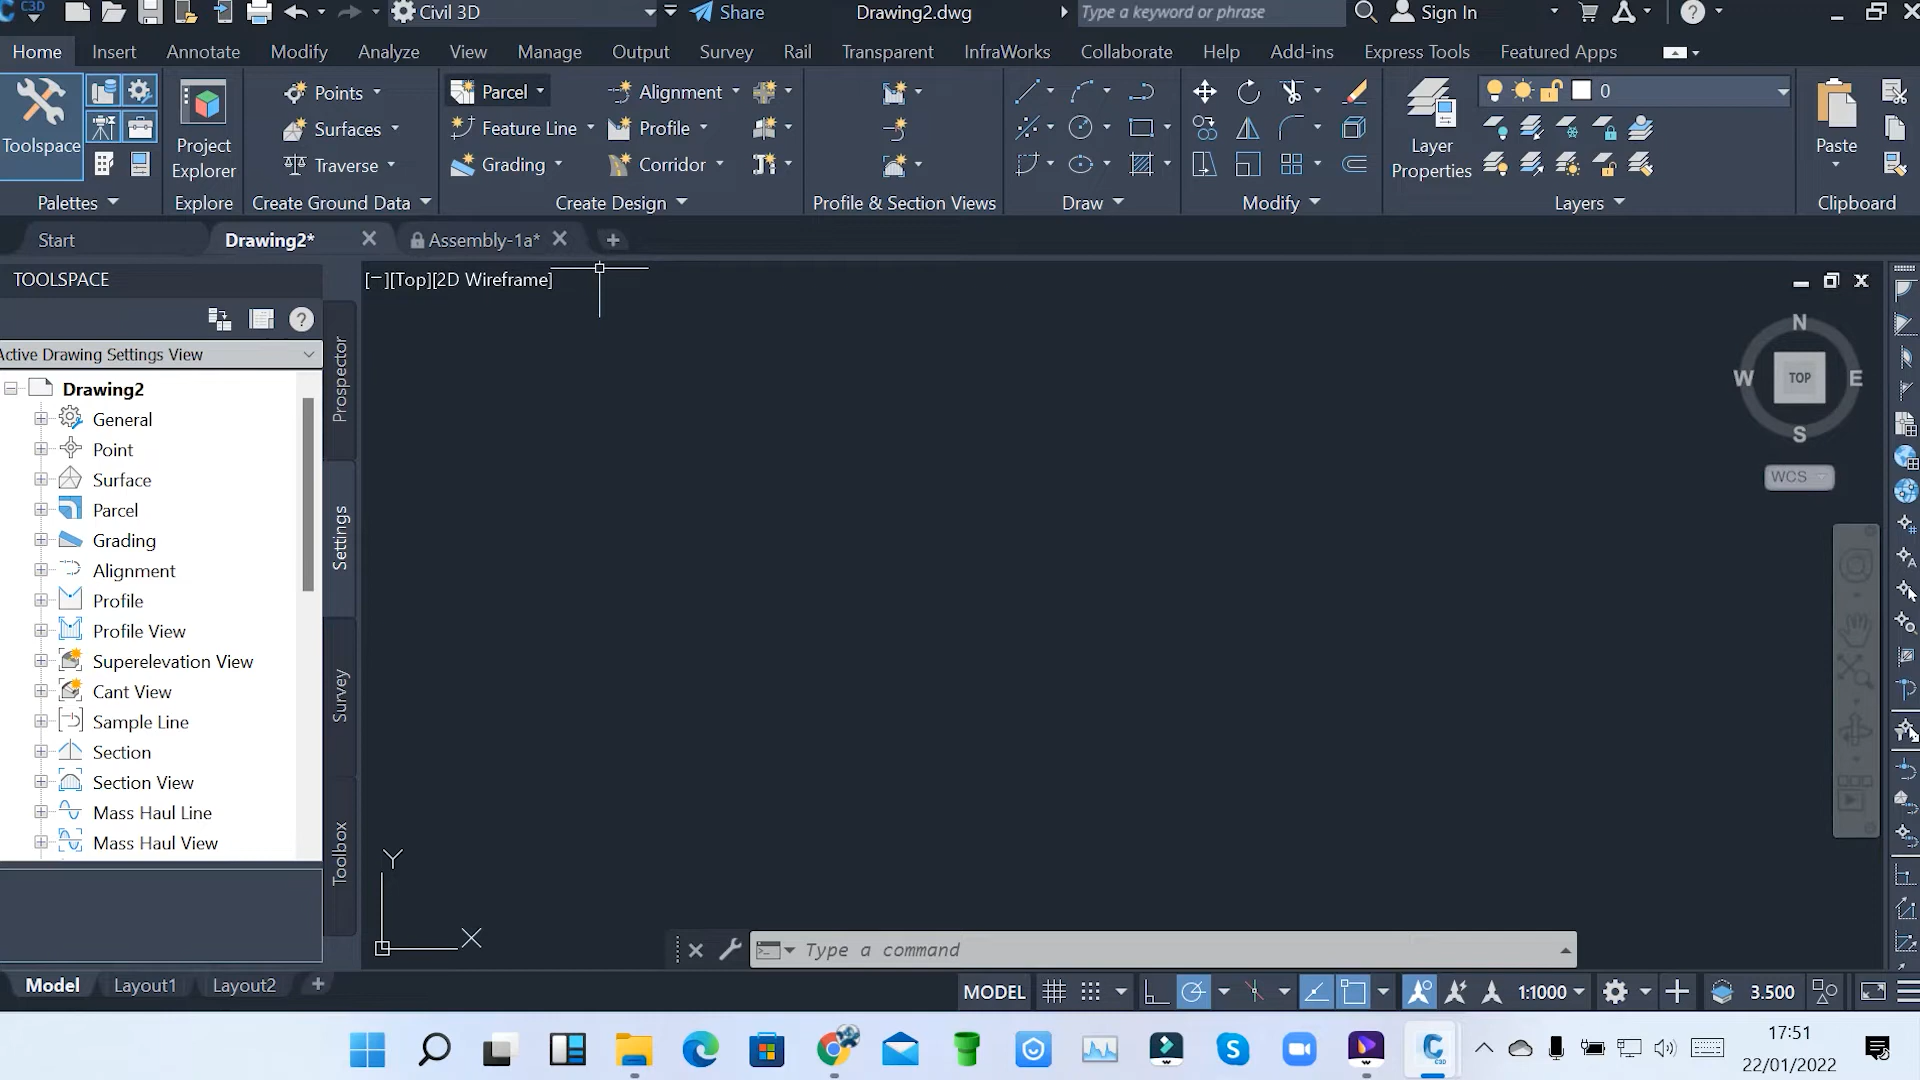 C3D
Civil 3D
Share
Drawing2.dwg
Type a keyword or phrase
Sign In
Home
Insert
Annotate
Modify
Analyze
View
Manage
Output
Survey
Rail
Transparent
InfraWorks
Collaborate
Help
Add-ins
Express Tools
Featured Apps
Toolspace
Palettes
Project
Explorer
Explore
Points
Surfaces
Traverse
Create Ground Data
Parcel
Feature Line
Grading
Alignment
Profile
Corridor
Create Design
Profile & Section Views
Draw
Modify
Layer
Properties
0
Layers
Paste
Clipboard
Start
Drawing2*
Assembly-1a*
TOOLSPACE
Active Drawing Settings View
Drawing2
General
Point
Surface
Parcel
Grading
Alignment
Profile
Profile View
Superelevation View
Cant View
Sample Line
Section
Section View
Mass Haul Line
Mass Haul View
Prospector
Settings
Survey
Toolbox
[−][Top][2D Wireframe]
N
W
TOP
E
S
WCS
Y
X
Type a command
Model
Layout1
Layout2
MODEL
1:1000
3.500
17:51
22/01/2022